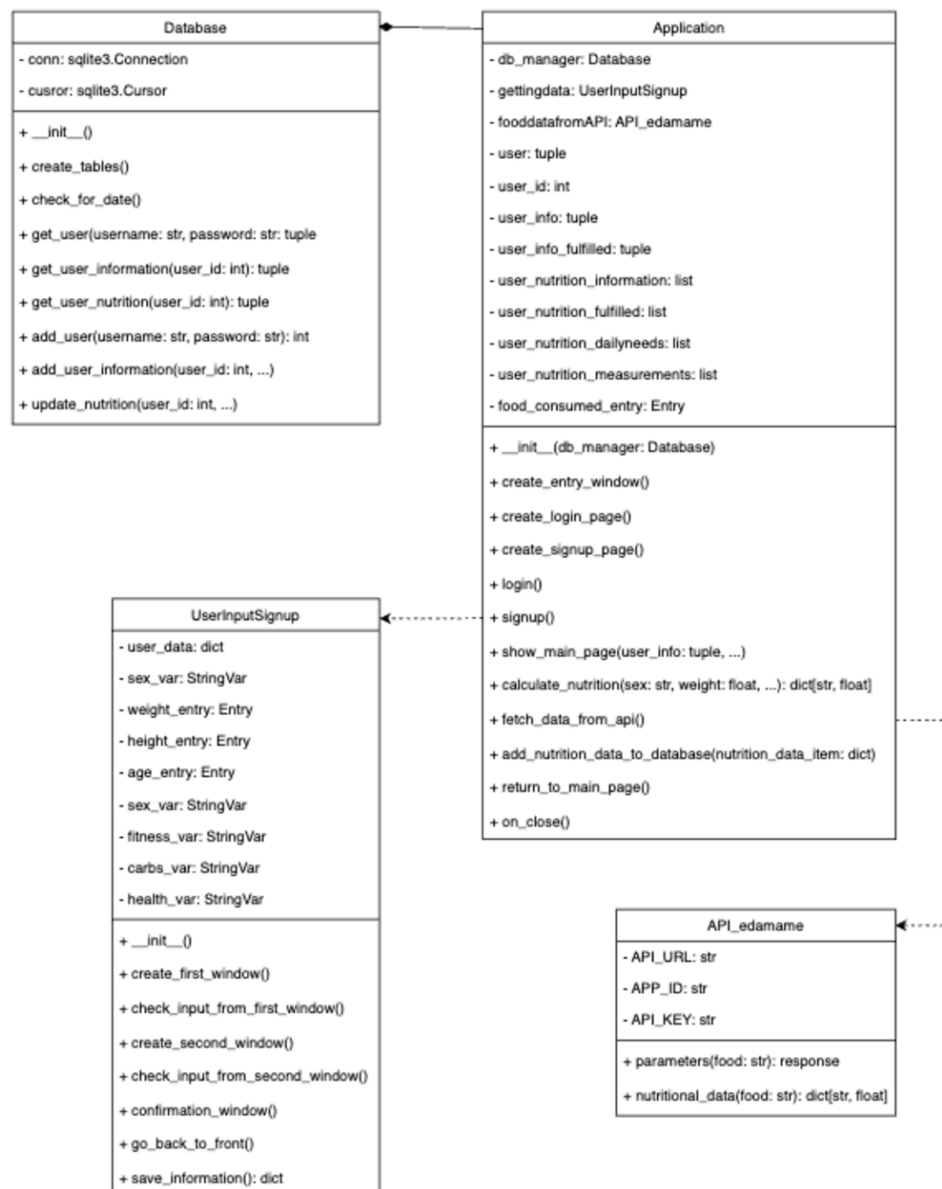 Database
- conn: sqlite3.Connection
- cusror: sqlite3.Cursor
+ __init__()
+ create_tables()
+ check_for_date()
+ get_user(username: str, password: str: tuple
+ get_user_information(user_id: int): tuple
+ get_user_nutrition(user_id: int): tuple
+ add_user(username: str, password: str): int
+ add_user_information(user_id: int, ...)
+ update_nutrition(user_id: int, ...)
Application
- db_manager: Database
- gettingdata: UserInputSignup
- fooddatafromAPI: API_edamame
- user: tuple
- user_id: int
- user_info: tuple
- user_info_fulfilled: tuple
- user_nutrition_information: list
- user_nutrition_fulfilled: list
- user_nutrition_dailyneeds: list
- user_nutrition_measurements: list
- food_consumed_entry: Entry
+ __init__(db_manager: Database)
+ create_entry_window()
+ create_login_page()
+ create_signup_page()
+ login()
+ signup()
+ show_main_page(user_info: tuple, ...)
+ calculate_nutrition(sex: str, weight: float, ...): dict[str, float]
+ fetch_data_from_api()
+ add_nutrition_data_to_database(nutrition_data_item: dict)
+ return_to_main_page()
+ on_close()
UserInputSignup
- user_data: dict
- sex_var: StringVar
- weight_entry: Entry
- height_entry: Entry
- age_entry: Entry
- sex_var: StringVar
- fitness_var: StringVar
- carbs_var: StringVar
- health_var: StringVar
+ __init__()
+ create_first_window()
+ check_input_from_first_window()
+ create_second_window()
+ check_input_from_second_window()
+ confirmation_window()
+ go_back_to_front()
+ save_information(): dict
API_edamame
- API_URL: str
- APP_ID: str
- API_KEY: str
+ parameters(food: str): response
+ nutritional_data(food: str): dict[str, float]